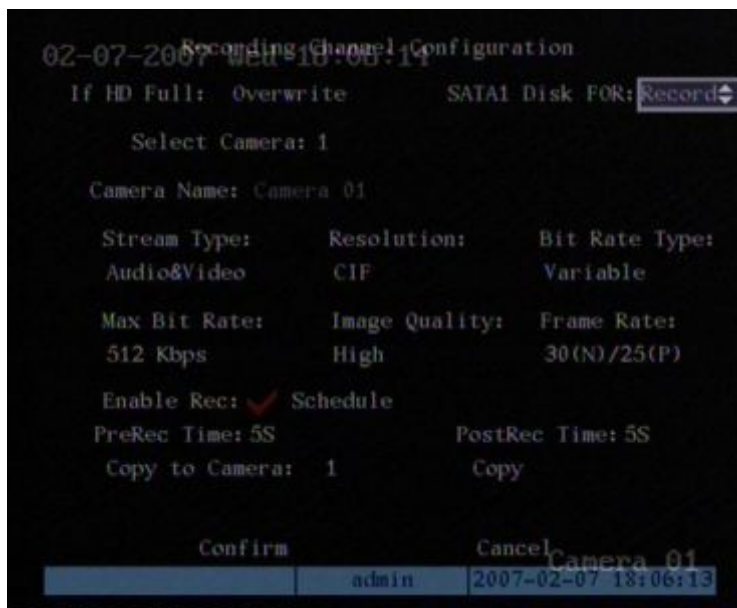 Recording Channel Configuration
02-07-2007 Wed 18:06:14
If HD Full: Overwrite SATA1 Disk FOR: Record
Select Camera: 1
Camera Name: Camera 01
Stream Type: Resolution: Bit Rate Type:
Audio&Video CIF Variable
Max Bit Rate: Image Quality: Frame Rate:
512 Kbps High 30(N)/25(P)
Enable Rec: Schedule
PreRec Time: 5S PostRec Time: 5S
Copy to Camera: 1 Copy
Confirm Cancel
Camera 01
admin 2007-02-07 18:06:13